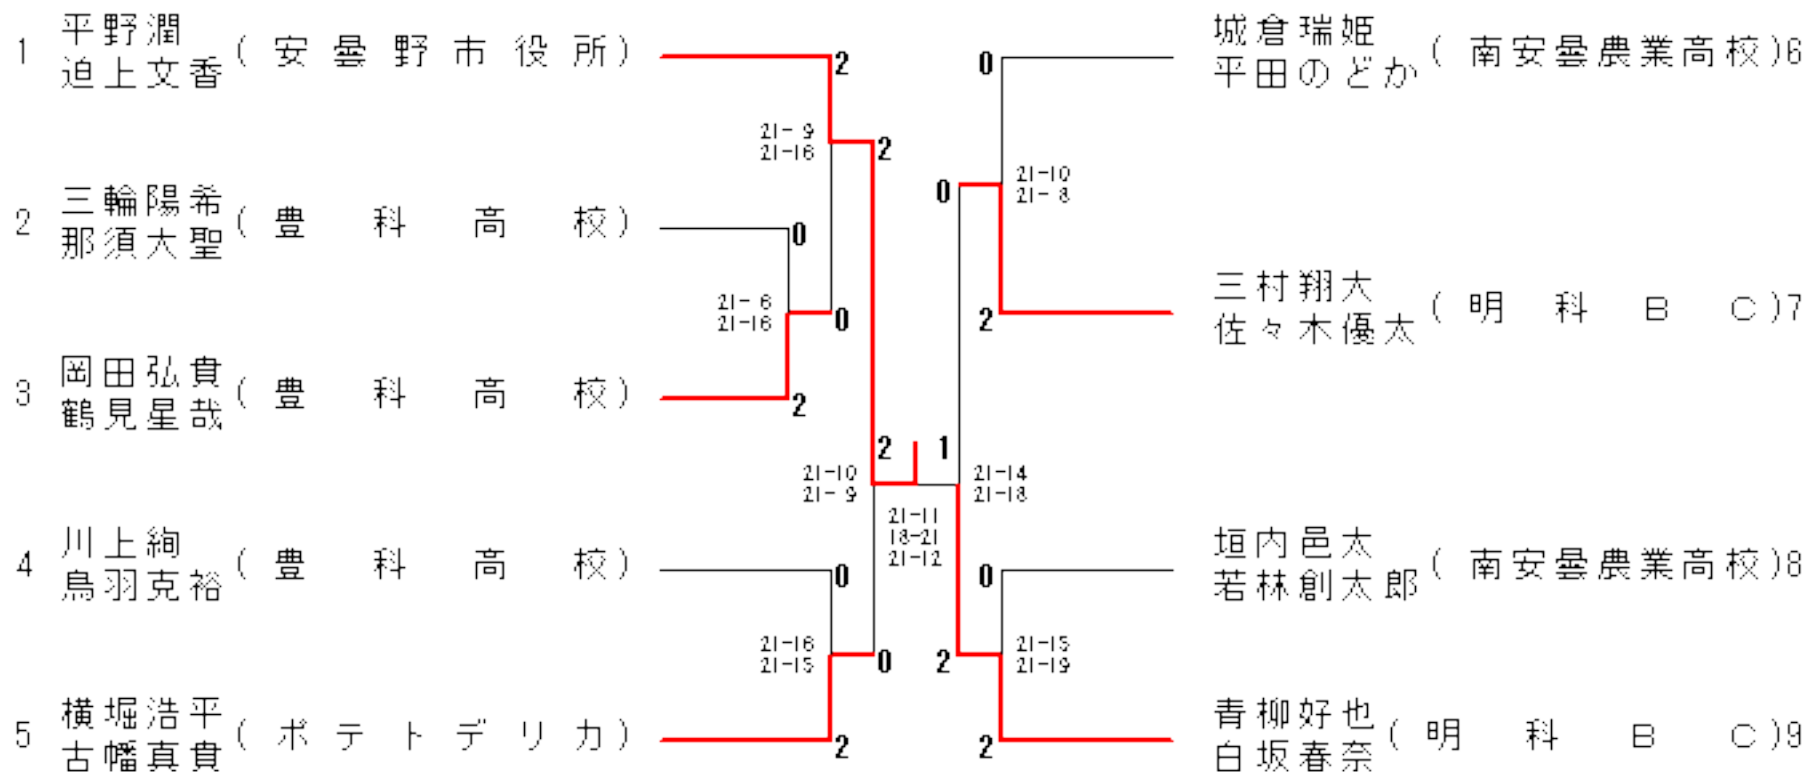 平野潤
1 迫上文香 (安曇野市役所)
2
21- 9
21-16
2
三輪陽希
2 那須大聖 (豊科高校)
0
21- 6
21-16
0
岡田弘貴
3 鶴見星哉 (豊科高校)
2
2
21-10
21- 9
川上絢
4 鳥羽克裕 (豊科高校)
0
21-16
21-15
0
横堀浩平
5 古幡真貴 (ポテトデリカ)
2
1
21-11
18-21
21-12
城倉瑞姫
平田のどか (南安曇農業高校)6
0
21-10
21- 8
0
三村翔大
佐々木優太 (明科BC)7
2
21-14
21-18
垣内邑太
若林創太郎 (南安曇農業高校)8
0
21-15
21-19
2
青柳好也
白坂春奈 (明科BC)9
2